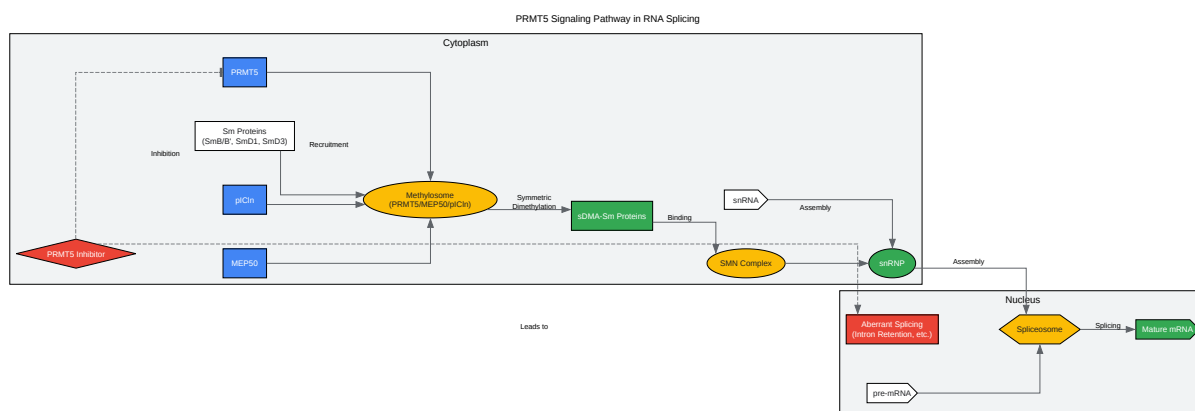 PRMT5 Signaling Pathway in RNA Splicing
Cytoplasm
PRMT5
Sm Proteins
(SmB/B', SmD1, SmD3)
Inhibition
Recruitment
pICln
Methylosome
(PRMT5/MEP50/pICln)
Symmetric
Dimethylation
sDMA-Sm Proteins
Binding
snRNA
Assembly
PRMT5 Inhibitor
MEP50
SMN Complex
snRNP
Assembly
Nucleus
Leads to
Aberrant Splicing
(Intron Retention, etc.)
Spliceosome
Splicing
Mature mRNA
pre-mRNA